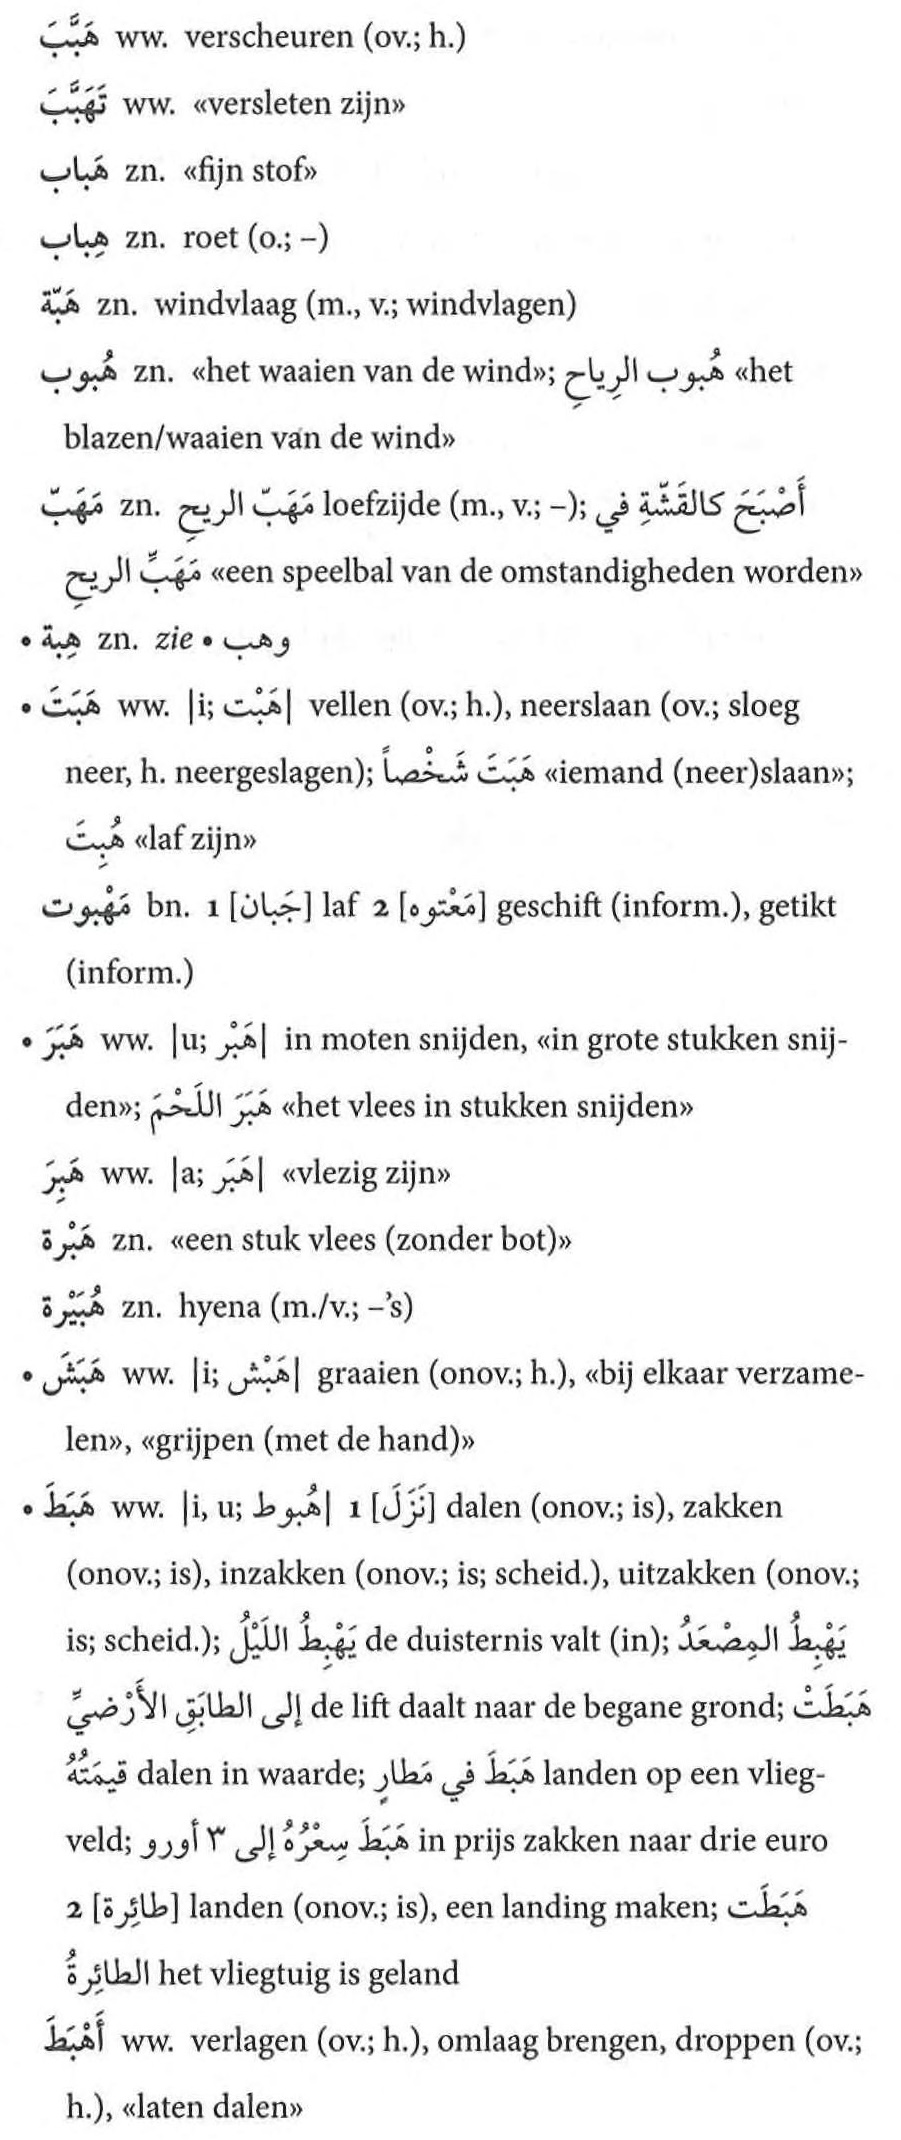 هَبَّبَ ww. verscheuren (ov.; h.)
تَهَبَّبَ ww. «versleten zijn»
هَباب zn. «fijn stof»
هِباب zn. roet (o.; –)
هَبّة zn. windvlaag (m., v.; windvlagen)
هُبوب zn. «het waaien van de wind»; هُبوب الرِياحِ «het
blazen/waaien van de wind»
مَهَبّ zn. مَهَبّ الريحِ loefzijde (m., v.; –); أَصْبَحَ كالقَشّةِ في
مَهَبِّ الريحِ «een speelbal van de omstandigheden worden»
• هِبة zn. zie • وهب
• هَبَتَ ww. |i; هَبْت| vellen (ov.; h.), neerslaan (ov.; sloeg
neer, h. neergeslagen); هَبَتَ شَخْصاً «iemand (neer)slaan»;
هُبِتَ «laf zijn»
مَهْبوت bn. 1 [جَبان] laf 2 [مَعْتوه] geschift (inform.), getikt
(inform.)
• هَبَرَ ww. |u; هَبْر| in moten snijden, «in grote stukken snij-
den»; هَبَرَ اللَحْمَ «het vlees in stukken snijden»
هَبِرَ ww. |a; هَبَر| «vlezig zijn»
هَبْرة zn. «een stuk vlees (zonder bot)»
هُبَيْرة zn. hyena (m./v.; –’s)
• هَبَشَ ww. |i; هَبْش| graaien (onov.; h.), «bij elkaar verzame-
len», «grijpen (met de hand)»
• هَبَطَ ww. |i, u; هُبوط| 1 [نَزَلَ] dalen (onov.; is), zakken
(onov.; is), inzakken (onov.; is; scheid.), uitzakken (onov.;
is; scheid.); يَهْبِطُ اللَيْلُ de duisternis valt (in); يَهْبِطُ المِصْعَدُ
إلى الطابَقِ الأَرْضيِّ de lift daalt naar de begane grond; هَبَطَتْ
قيمَتُهُ dalen in waarde; هَبَطَ في مَطارٍ landen op een vlieg-
veld; هَبَطَ سِعْرُهُ إلى ٣ أورو in prijs zakken naar drie euro
2 [طائِرة] landen (onov.; is), een landing maken; هَبَطَت
الطائِرةُ het vliegtuig is geland
أَهْبَطَ ww. verlagen (ov.; h.), omlaag brengen, droppen (ov.;
h.), «laten dalen»